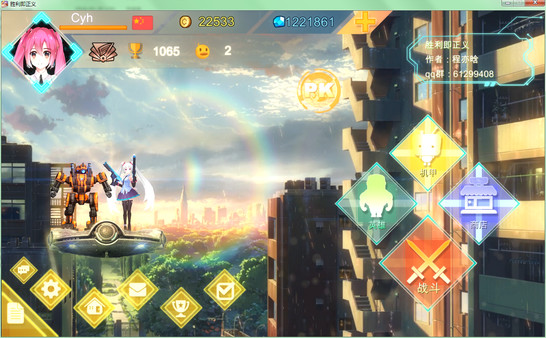 胜利即正义
Cyh
22533
1221861
1065
2
胜利即正义
作者：程亦晗
qq群：61299408
PK
机甲
英雄
商店
战斗